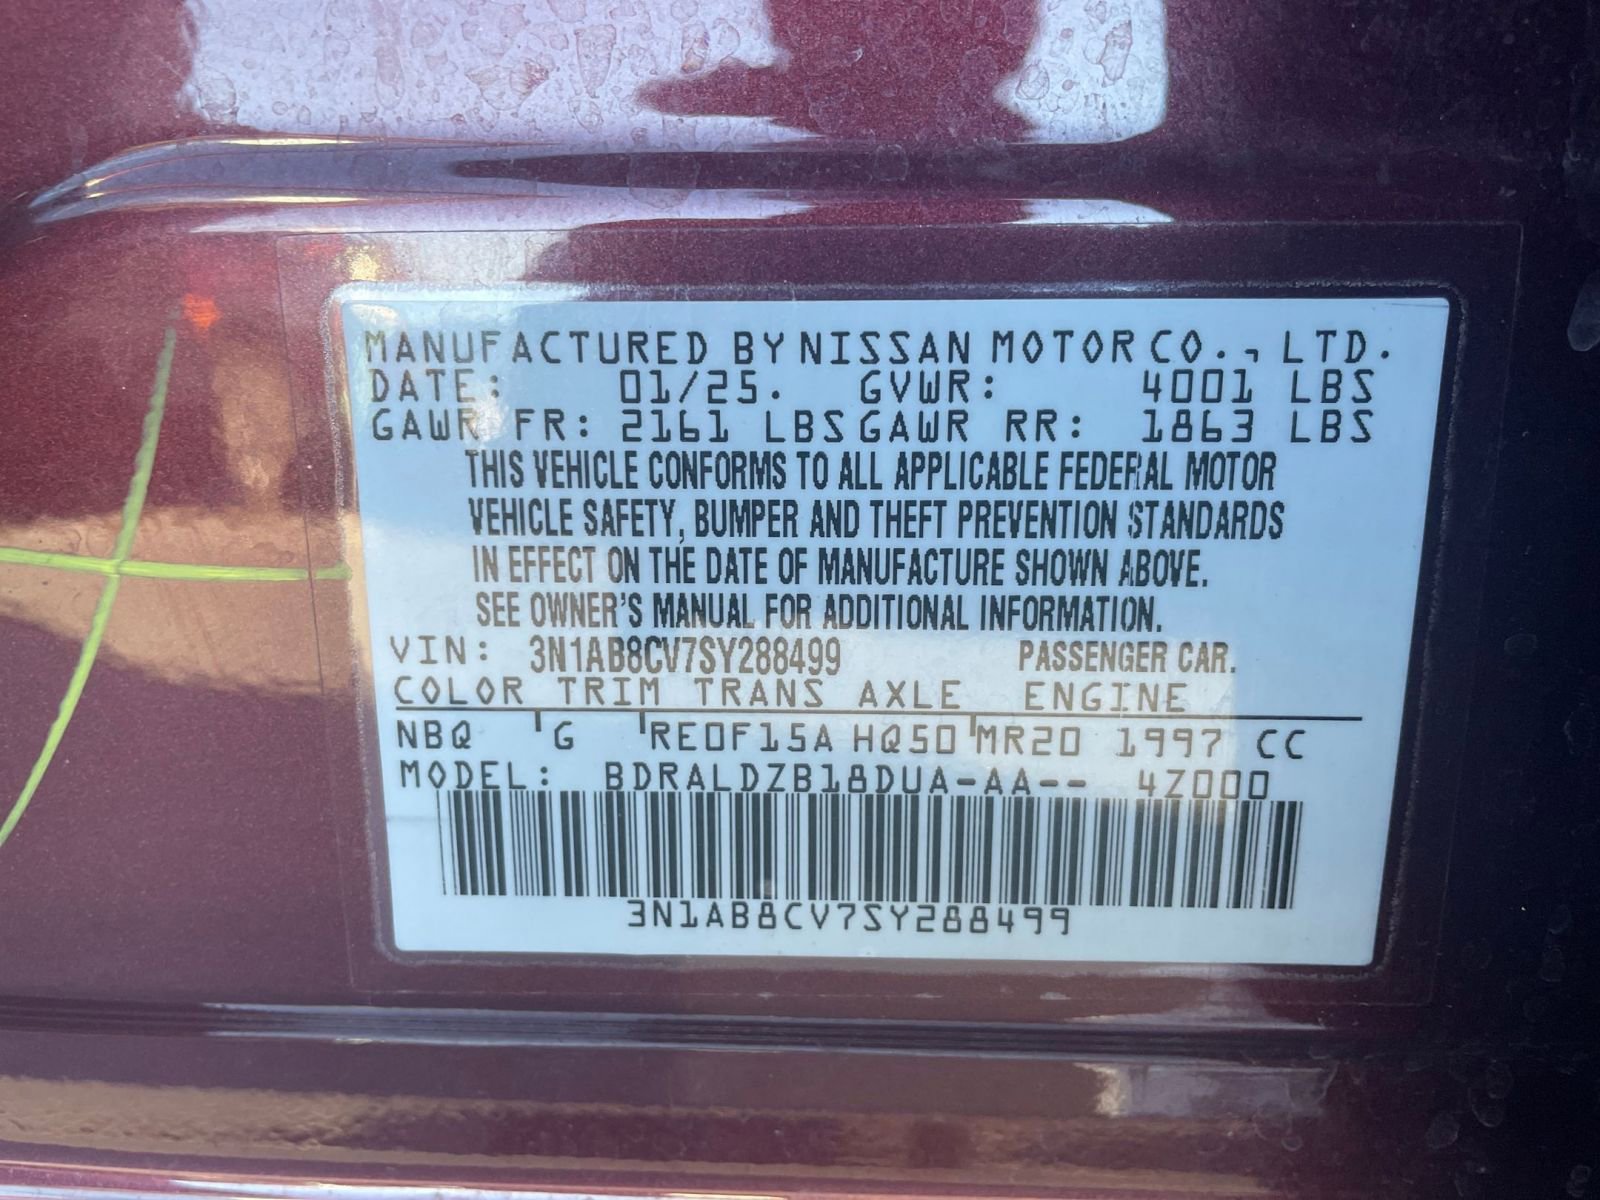 MANUFACTURED BY NISSAN MOTOR CO., LTD.
DATE: 01/25. GVWR: 4001 LBS
GAWR FR: 2161 LBS GAWR RR: 1863 LBS
THIS VEHICLE CONFORMS TO ALL APPLICABLE FEDERAL MOTOR
VEHICLE SAFETY, BUMPER AND THEFT PREVENTION STANDARDS
IN EFFECT ON THE DATE OF MANUFACTURE SHOWN ABOVE.
SEE OWNER'S MANUAL FOR ADDITIONAL INFORMATION.
VIN: 3N1AB8CV7SY288499 PASSENGER CAR.
COLOR TRIM TRANS AXLE ENGINE
NBQ G RE0F15A HQ50 MR20 1997 CC
MODEL: BDRALDZB18DUA-AA-- 4Z000
3N1AB8CV7SY288499